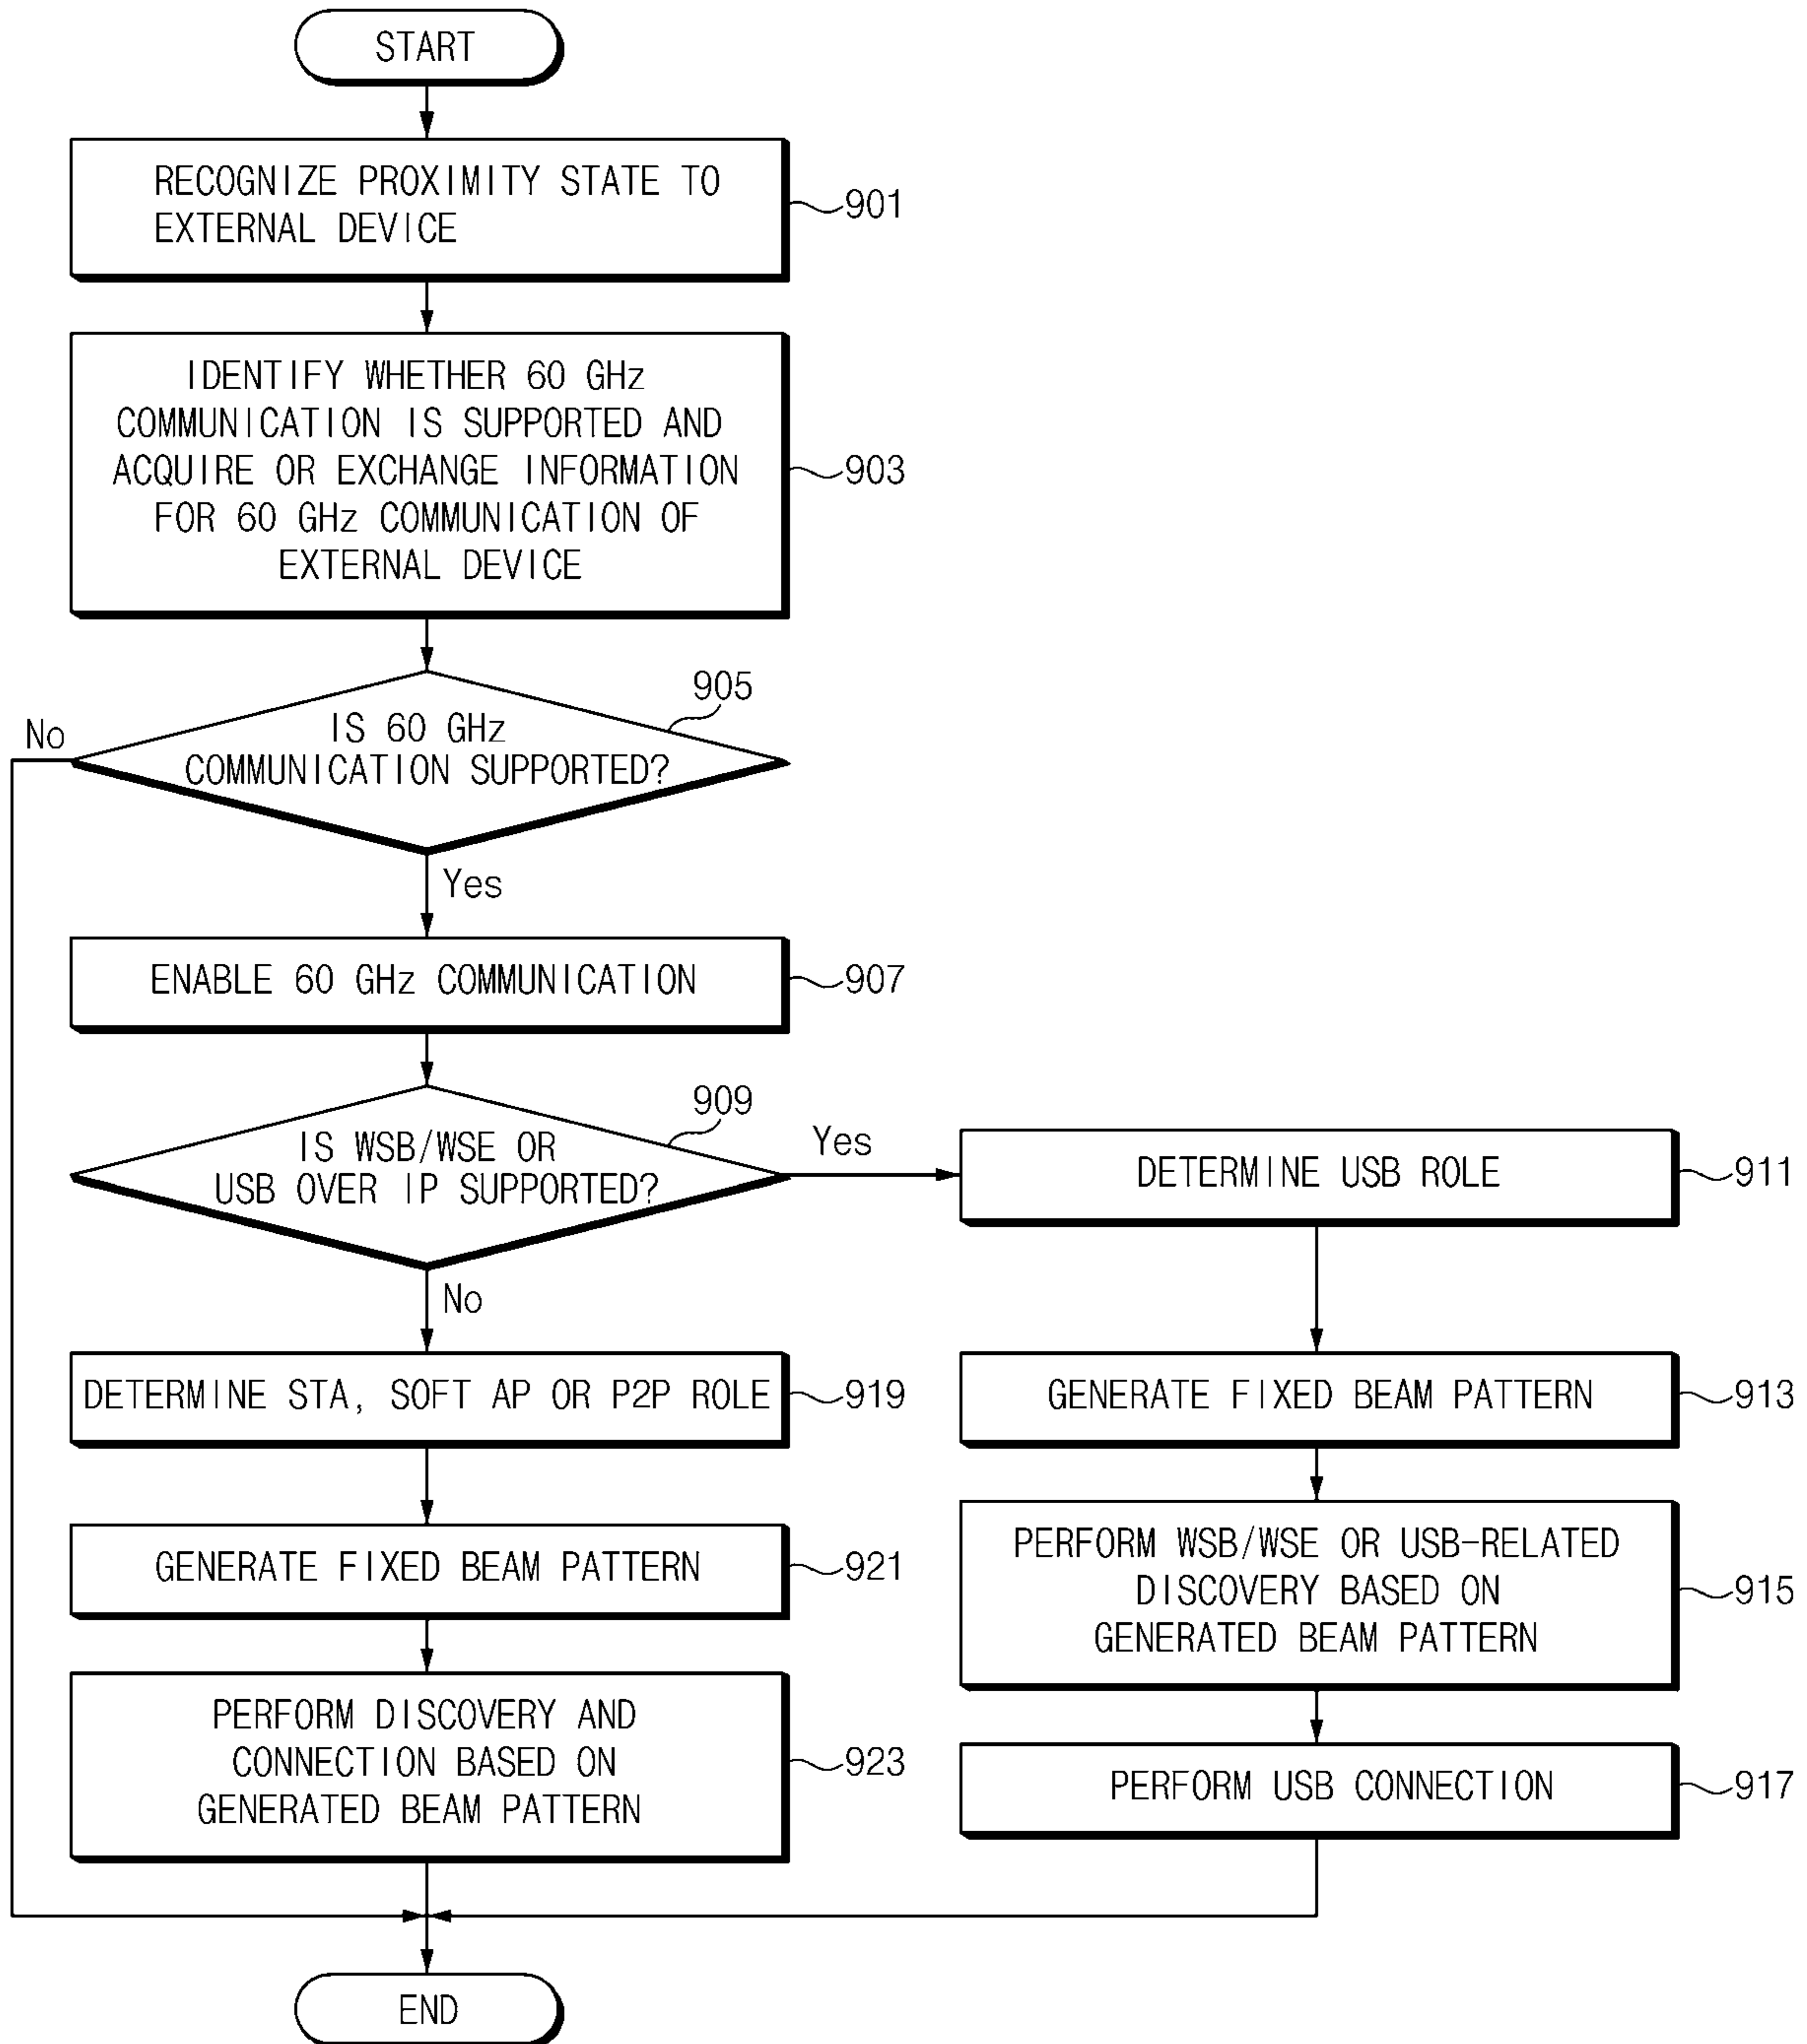 START
RECOGNIZE PROXIMITY STATE TO
EXTERNAL DEVICE
901
IDENTIFY WHETHER 60 GHz
COMMUNICATION IS SUPPORTED AND
ACQUIRE OR EXCHANGE INFORMATION
FOR 60 GHz COMMUNICATION OF
EXTERNAL DEVICE
903
905
No
IS 60 GHz
COMMUNICATION SUPPORTED?
Yes
ENABLE 60 GHz COMMUNICATION
907
909
IS WSB/WSE OR
USB OVER IP SUPPORTED?
Yes
No
DETERMINE USB ROLE
911
DETERMINE STA, SOFT AP OR P2P ROLE
919
GENERATE FIXED BEAM PATTERN
913
GENERATE FIXED BEAM PATTERN
921
PERFORM WSB/WSE OR USB-RELATED
DISCOVERY BASED ON
GENERATED BEAM PATTERN
915
PERFORM DISCOVERY AND
CONNECTION BASED ON
GENERATED BEAM PATTERN
923
PERFORM USB CONNECTION
917
END